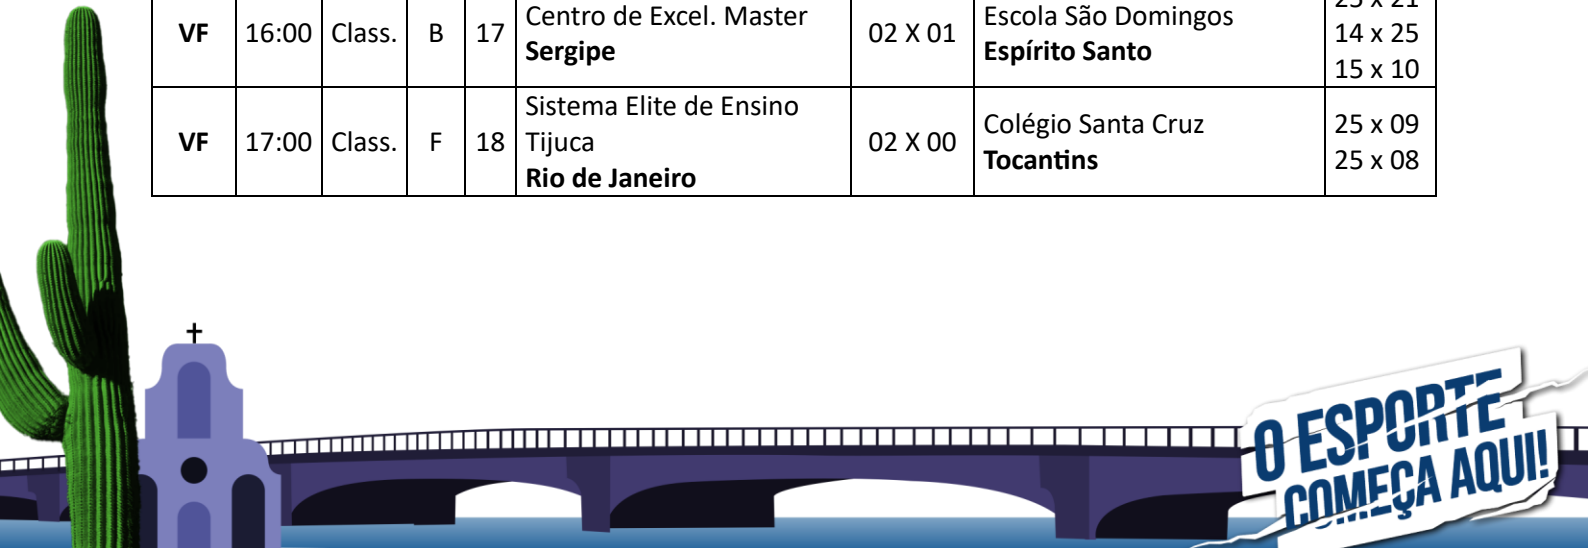 VF 16:00 Class. B 17 Centro de Excel. Master 02 X 01 Escola São Domingos
Sergipe Espírito Santo 14 x 25
15 x 10
VF 17:00 Class. F 18 Sistema Elite de Ensino 02 X 00 Colégio Santa Cruz 25 x 09
Tijuca Tocantins 25 x 08
Rio de Janeiro
O ESPORTE
COMEÇA AQUI!